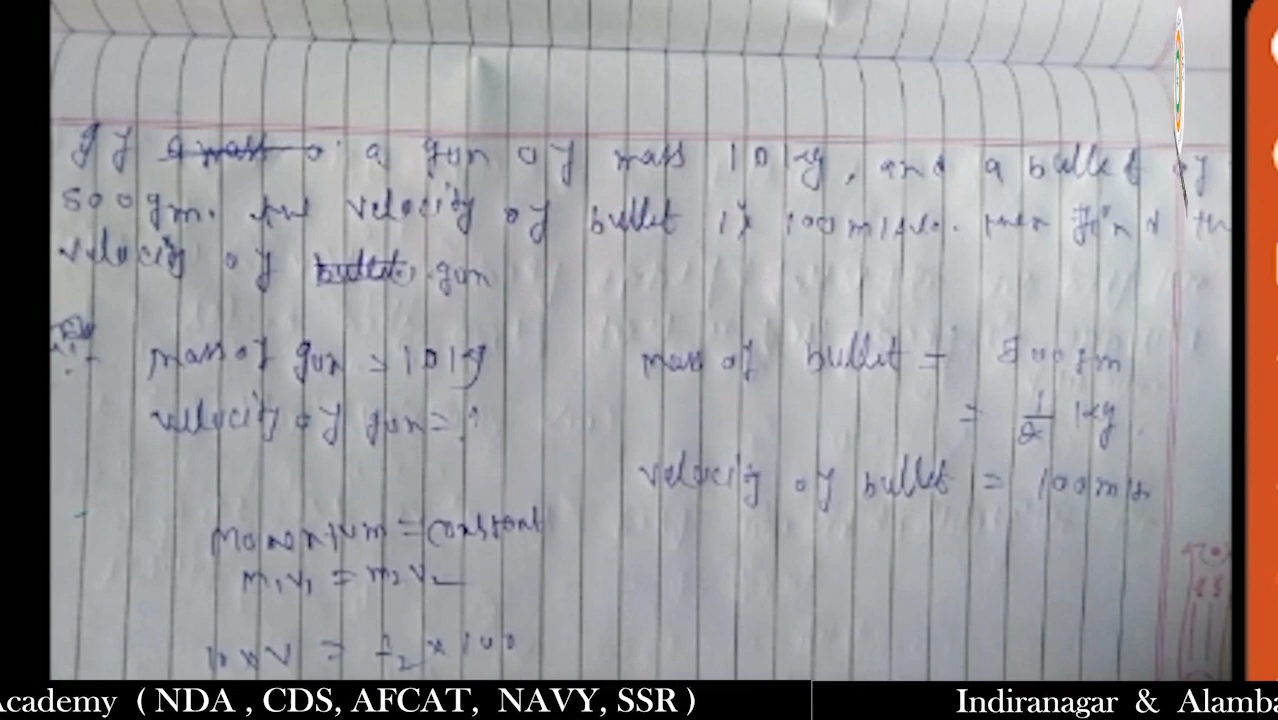 If a gun of mass 10 kg, and a bullet of
500 gm. the velocity of bullet is 100 m/sec. then find th
velocity of gun
mass of gun = 10 kg
mass of bullet = 500 gm
velocity of gun = ?
= 1/2 kg
velocity of bullet = 100 m/s
Momentum = constant
m₁v₁ = m₂v₂
10 × V = 1/2 × 100
Academy ( NDA , CDS, AFCAT, NAVY, SSR ) Indiranagar & Alamba